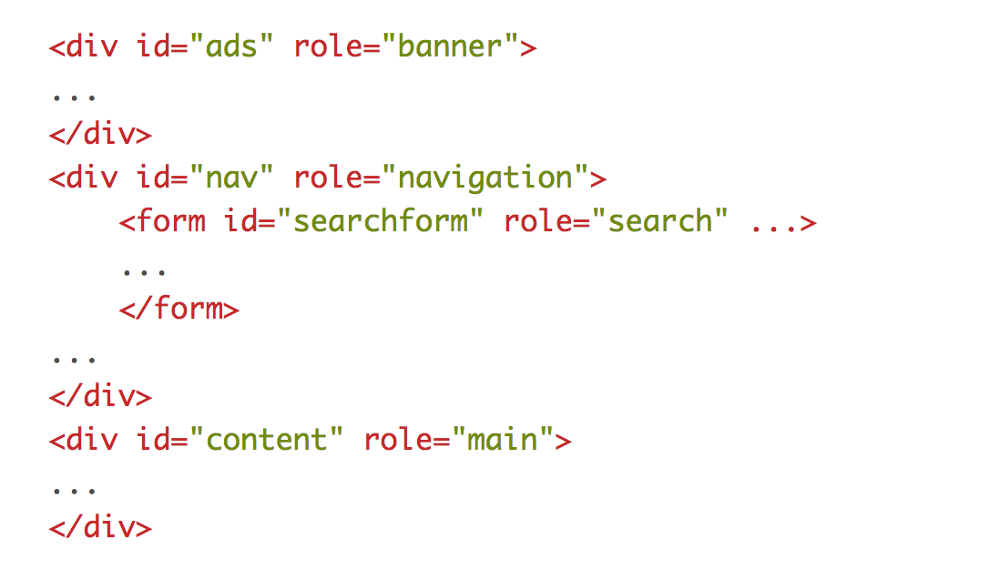 <div id="ads" role="banner">
...
</div>
<div id="nav" role="navigation">
    <form id="searchform" role="search" ...>
    ...
    </form>
...
</div>
<div id="content" role="main">
...
</div>